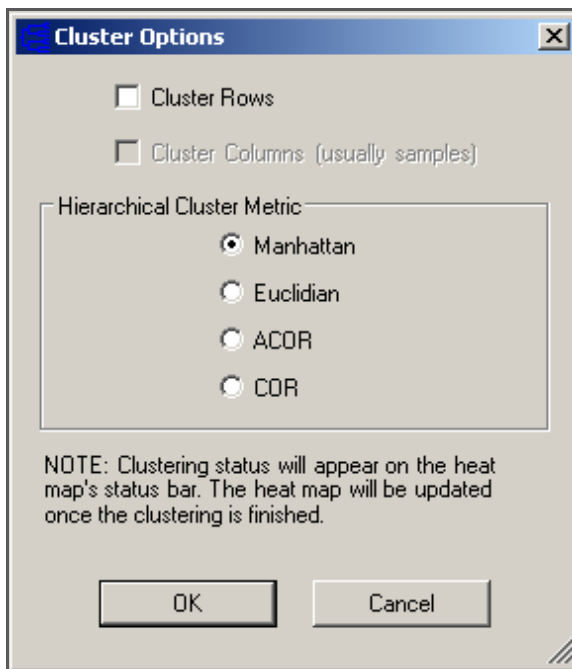 Cluster Options
Cluster Rows
Cluster Columns (usually samples)
Hierarchical Cluster Metric
Manhattan
Euclidian
ACOR
COR
NOTE: Clustering status will appear on the heat
map's status bar. The heat map will be updated
once the clustering is finished.
OK
Cancel